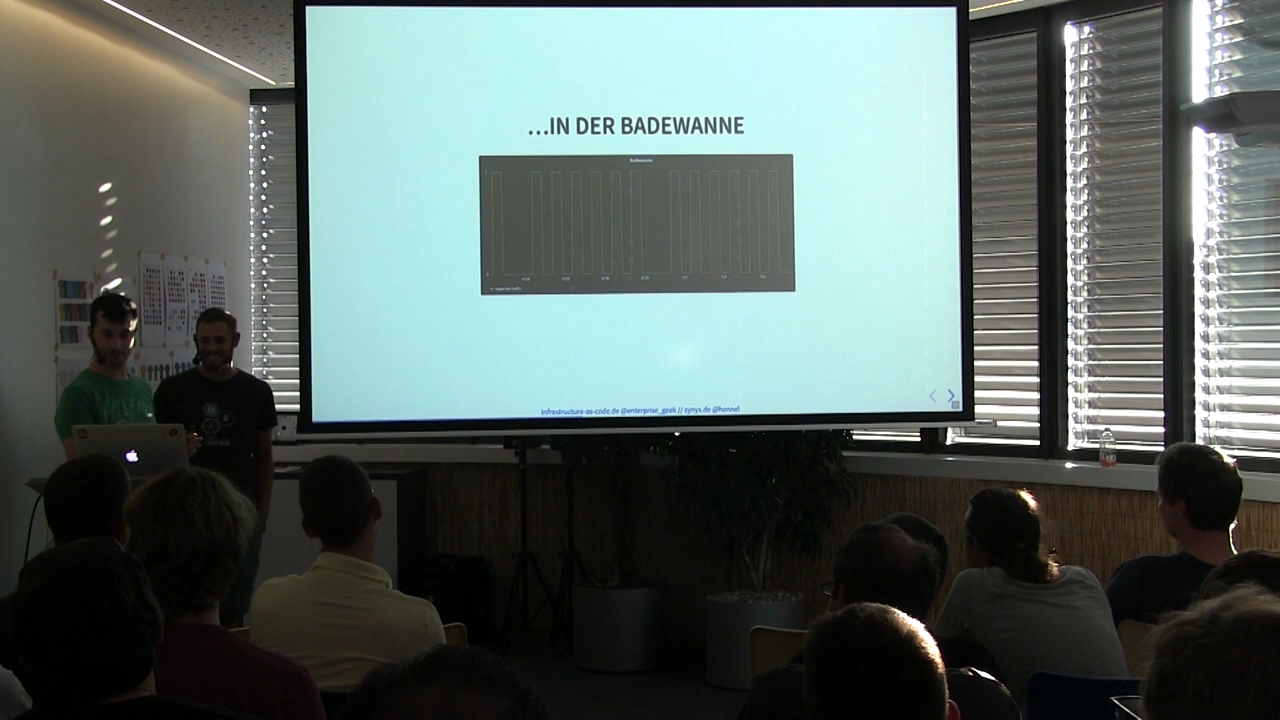 ...IN DER BADEWANNE
Badewanne
infrastructure-as-code.de @enterprise_geek // synyx.de @honnel